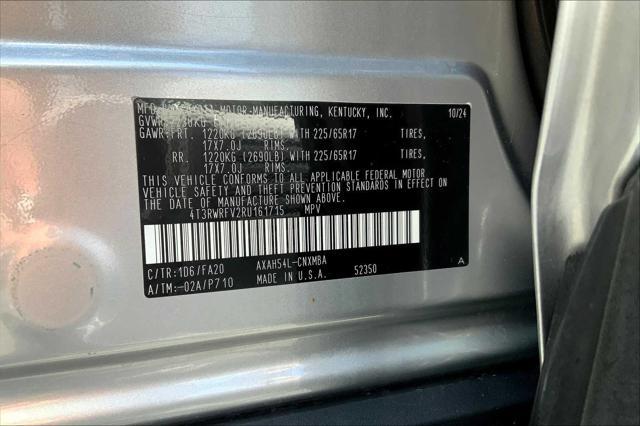 MFG. MOTOR MANUFACTURING, KENTUCKY, INC. 10/24
GVWR
GAWR:FRT. 1220KG (2690LB) WITH 225/65R17 TIRES,
17X7.0J RIMS.
RR. 1220KG (2690LB) WITH 225/65R17 TIRES,
17X7.0J RIMS.
THIS VEHICLE CONFORMS TO ALL APPLICABLE FEDERAL MOTOR
VEHICLE SAFETY AND THEFT PREVENTION STANDARDS IN EFFECT ON
THE DATE OF MANUFACTURE SHOWN ABOVE.
4T3RWRFV2RU161715 MPV
C/TR:1D6/FA20 AXAH54L-CNXMBA
A/TM:-02A/P710 MADE IN U.S.A. 52350 A